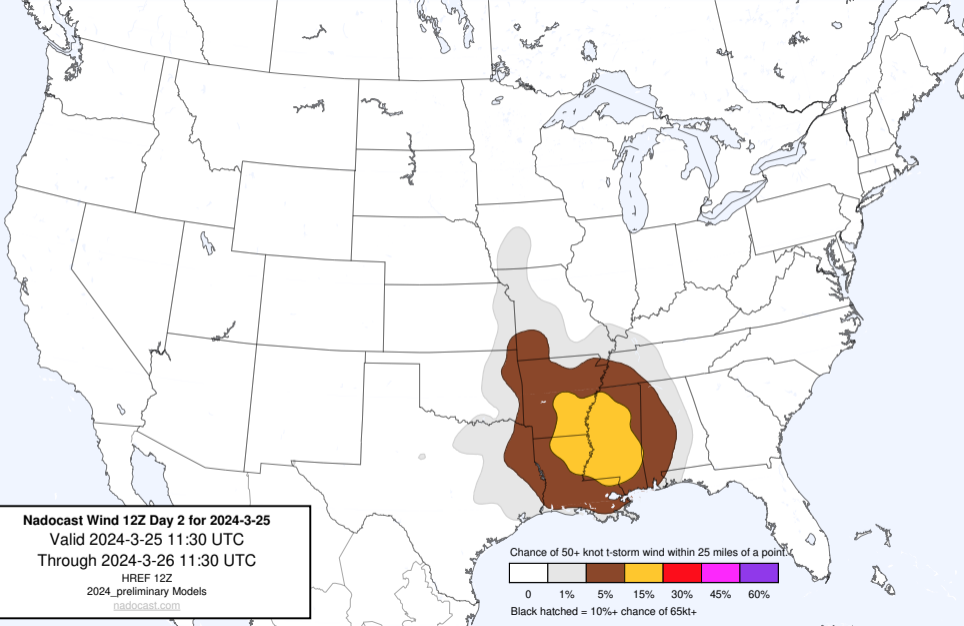 Nadocast Wind 12Z Day 2 for 2024-3-25
Valid 2024-3-25 11:30 UTC
Through 2024-3-26 11:30 UTC
HREF 12Z
2024_preliminary Models
nadocast.com
Chance of 50+ knot t-storm wind within 25 miles of a point.
0 1% 5% 15% 30% 45% 60%
Black hatched = 10%+ chance of 65kt+